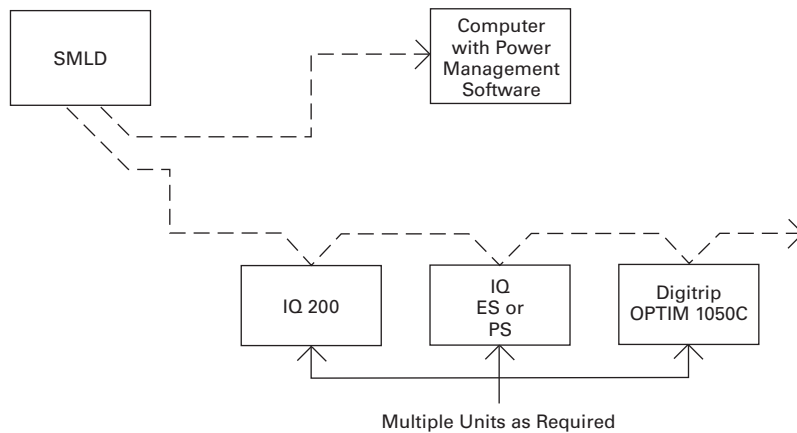 SMLD
Computer
with Power
Management
Software
IQ 200
IQ
ES or
PS
Digitrip
OPTIM 1050C
Multiple Units as Required